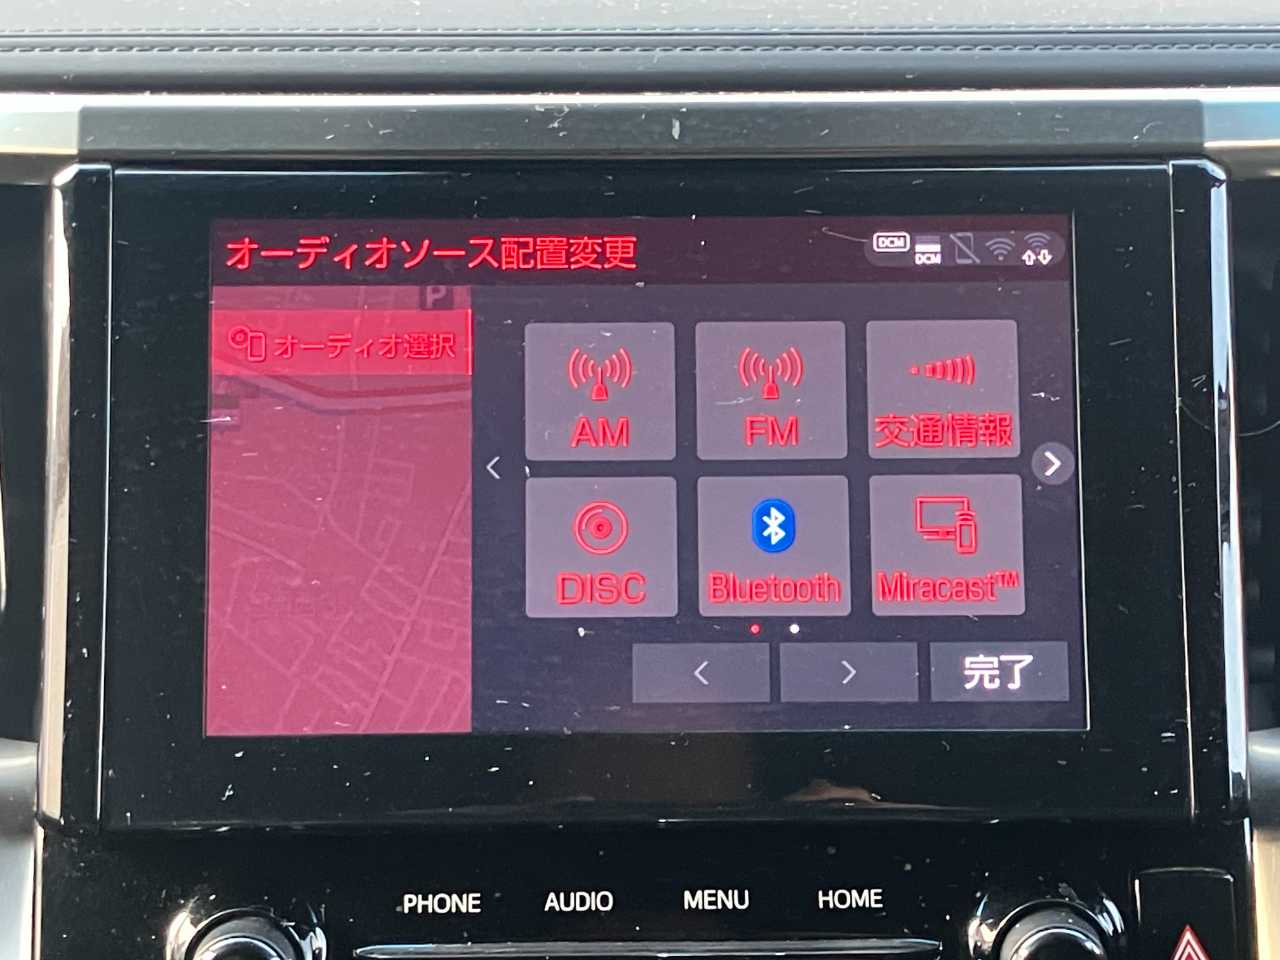 オーディオソース配置変更
DCM
DCM
P
オーディオ選択
AM
FM
交通情報
DISC
Bluetooth
Miracast™
完了
PHONE
AUDIO
MENU
HOME